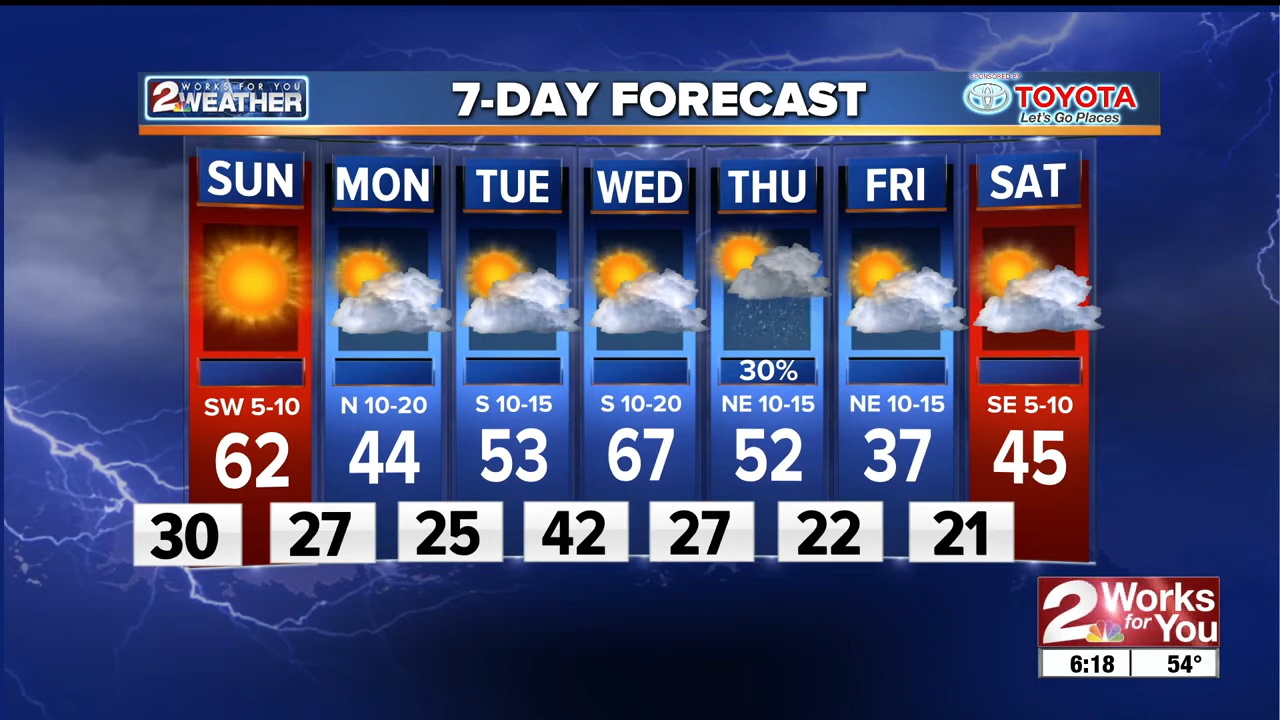 2 WORKS FOR YOU
WEATHER
7-DAY FORECAST
SPONSORED BY
TOYOTA
Let's Go Places
SUN MON TUE WED THU FRI SAT
30%
SW 5-10 N 10-20 S 10-15 S 10-20 NE 10-15 NE 10-15 SE 5-10
62 44 53 67 52 37 45
30 27 25 42 27 22 21
2 Works
for You
6:18 54°